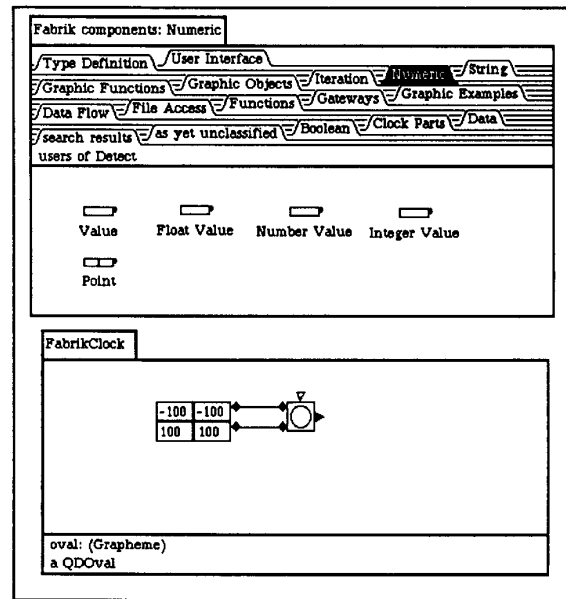 Fabrik components: Numeric
Type Definition User Interface
Graphic Functions Graphic Objects Iteration Numeric String
Data Flow File Access Functions Gateways Graphic Examples
search results as yet unclassified Boolean Clock Parts Data
users of Detect
Value Float Value Number Value Integer Value
Point
FabrikClock
-100 -100
100 100
oval: (Grapheme)
a QDOval